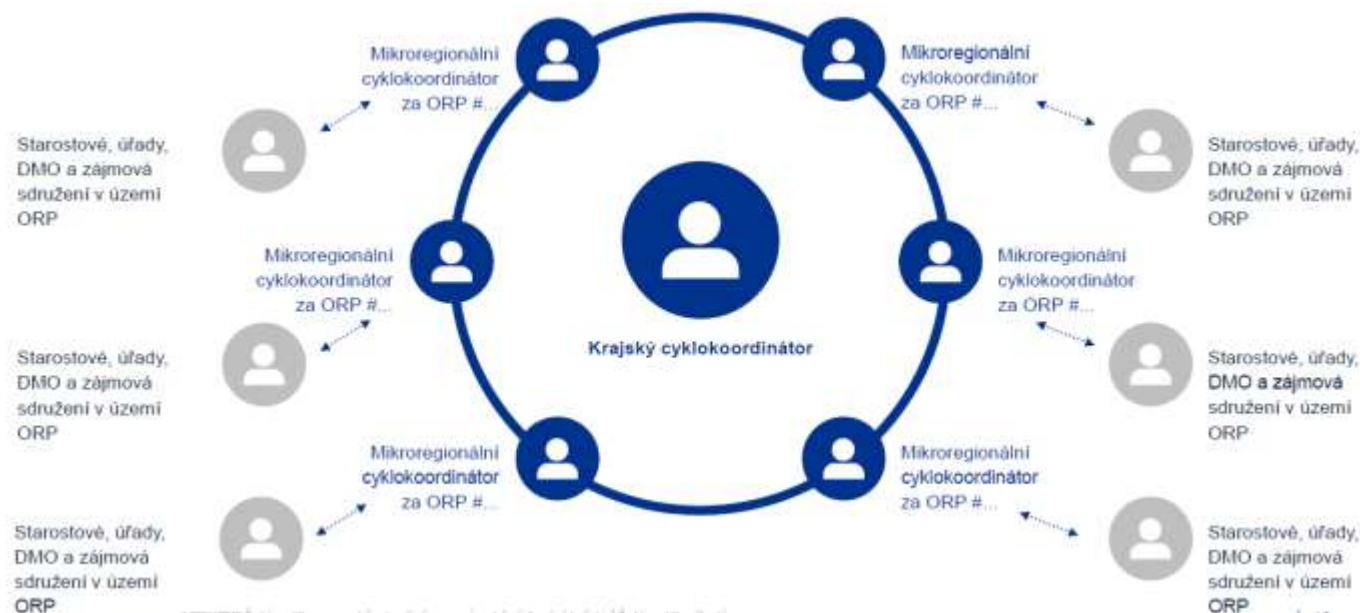 Mikroregionální
cyklokoordinátor
za ORP #...
Mikroregionální
cyklokoordinátor
za ORP #...
Starostové, úřady,
DMO a zájmová
sdružení v území
ORP
Starostové, úřady,
DMO a zájmová
sdružení v území
ORP
Mikroregionální
cyklokoordinátor
za ORP #...
Mikroregionální
cyklokoordinátor
za ORP #...
Krajský cyklokoordinátor
Starostové, úřady,
DMO a zájmová
sdružení v území
ORP
Starostové, úřady,
DMO a zájmová
sdružení v území
ORP
Mikroregionální
cyklokoordinátor
za ORP #...
Mikroregionální
cyklokoordinátor
za ORP #...
Starostové, úřady,
DMO a zájmová
sdružení v území
ORP
Starostové, úřady,
DMO a zájmová
sdružení v území
ORP